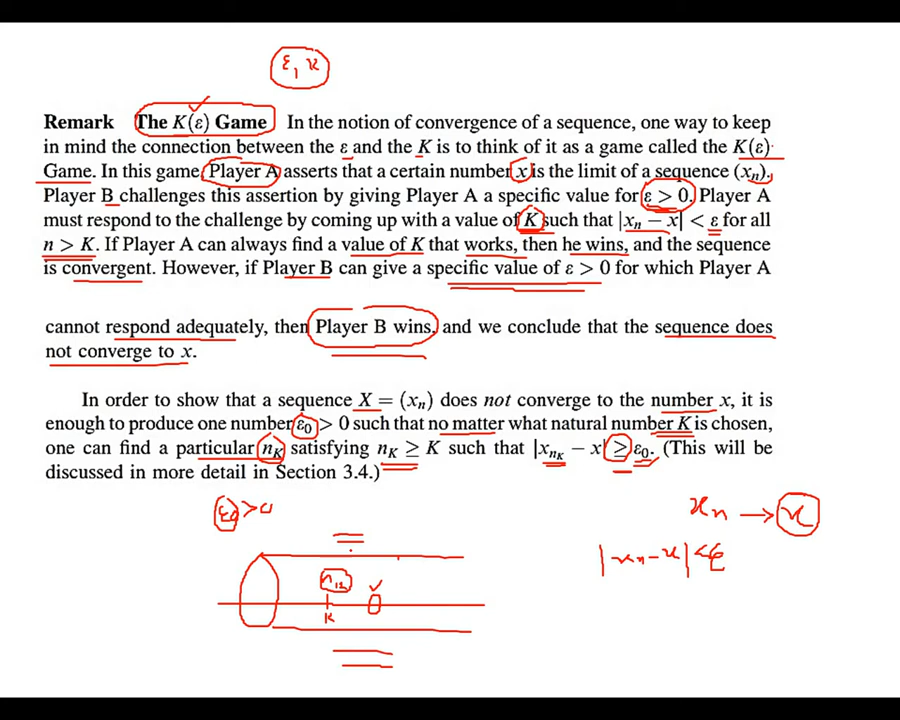 ε, x
Remark The K(ε) Game In the notion of convergence of a sequence, one way to keep
in mind the connection between the ε and the K is to think of it as a game called the K(ε)
Game. In this game, Player A asserts that a certain number x is the limit of a sequence (xₙ).
Player B challenges this assertion by giving Player A a specific value for ε > 0. Player A
must respond to the challenge by coming up with a value of K such that |xₙ − x| < ε for all
n > K. If Player A can always find a value of K that works, then he wins, and the sequence
is convergent. However, if Player B can give a specific value of ε > 0 for which Player A
cannot respond adequately, then Player B wins, and we conclude that the sequence does
not converge to x.
In order to show that a sequence X = (xₙ) does not converge to the number x, it is
enough to produce one number ε₀ > 0 such that no matter what natural number K is chosen,
one can find a particular n_K satisfying n_K ≥ K such that |x_{n_K} − x| ≥ ε₀. (This will be
discussed in more detail in Section 3.4.)
ε₀ > 0
xₙ → x
|xₙ − x| < ε
n_K
K